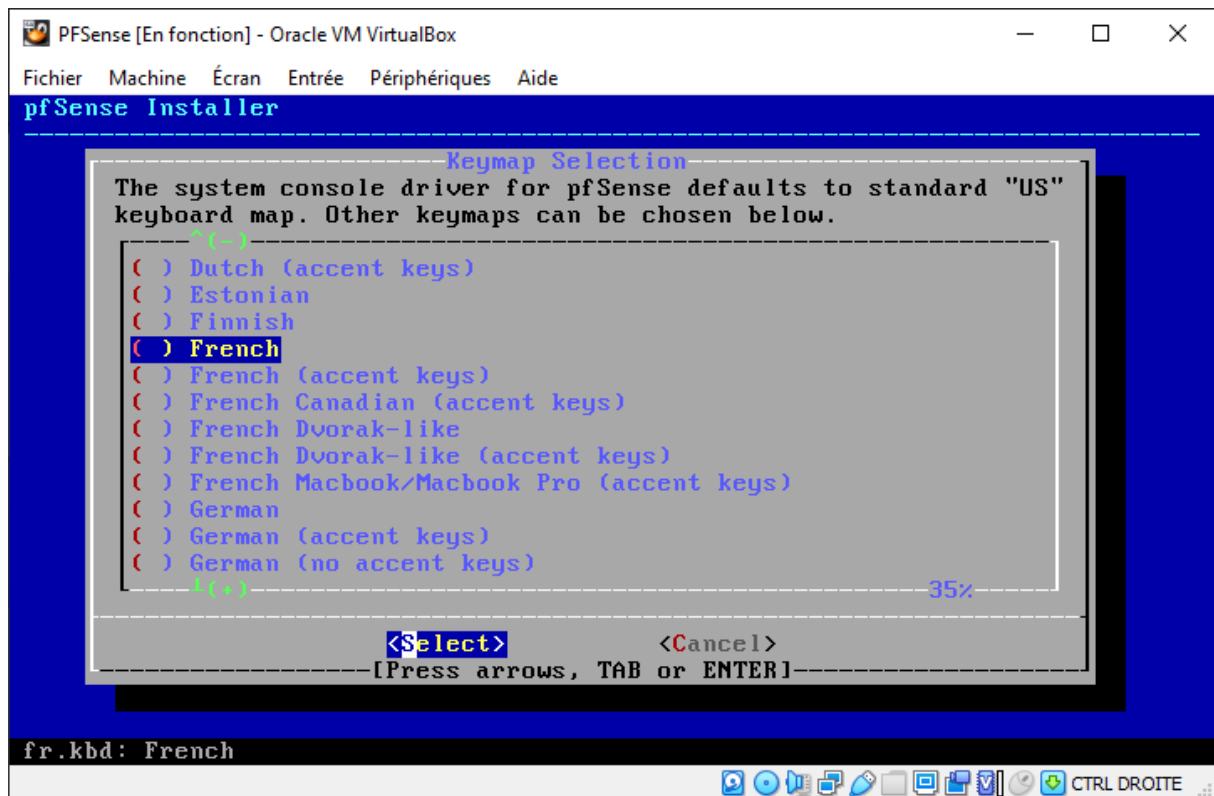 PFSense [En fonction] - Oracle VM VirtualBox
Fichier Machine Écran Entrée Périphériques Aide
pfSense Installer
Keymap Selection
The system console driver for pfSense defaults to standard "US"
keyboard map. Other keymaps can be chosen below.
^(-)
( ) Dutch (accent keys)
( ) Estonian
( ) Finnish
( ) French
( ) French (accent keys)
( ) French Canadian (accent keys)
( ) French Dvorak-like
( ) French Dvorak-like (accent keys)
( ) French Macbook/Macbook Pro (accent keys)
( ) German
( ) German (accent keys)
( ) German (no accent keys)
┴(+) 35%
<Select> <Cancel>
[Press arrows, TAB or ENTER]
fr.kbd: French
CTRL DROITE